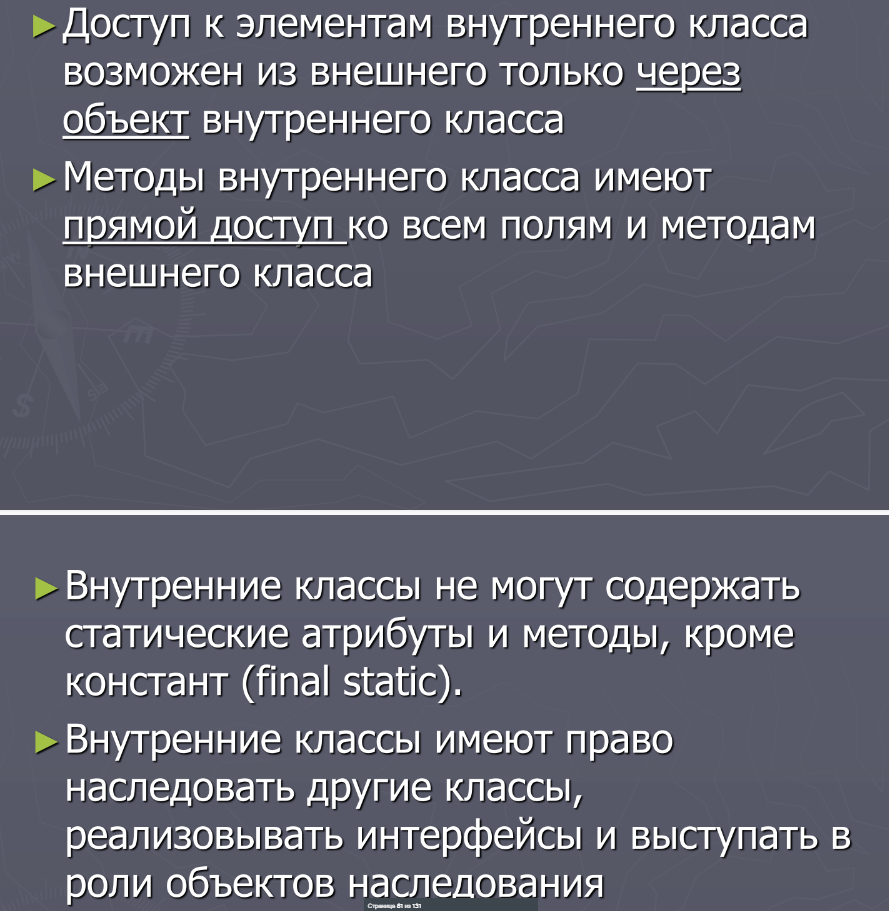 ►Доступ к элементам внутреннего класса
возможен из внешнего только через
объект внутреннего класса
►Методы внутреннего класса имеют
прямой доступ ко всем полям и методам
внешнего класса
m
S
►Внутренние классы не могут содержать
статические атрибуты и методы, кроме
констант (final static).
►Внутренние классы имеют право
наследовать другие классы,
реализовывать интерфейсы и выступать в
роли объектов наследования
Страница 61 из 131